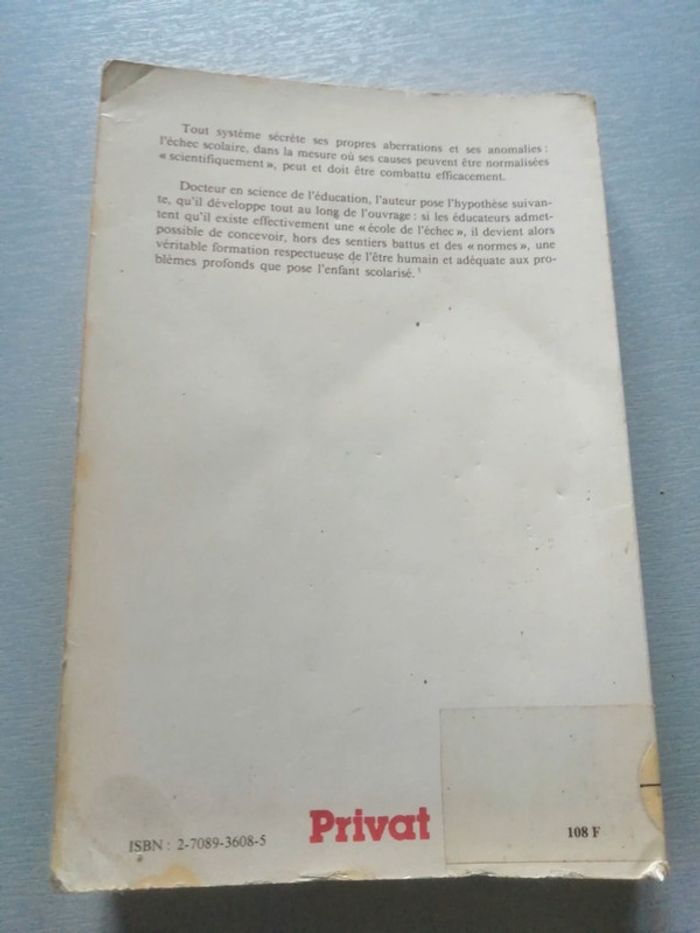 Tout système sécrète ses propres aberrations et ses anomalies :
l'échec scolaire, dans la mesure où ses causes peuvent être normalisées
« scientifiquement », peut et doit être combattu efficacement.
Docteur en science de l'éducation, l'auteur pose l'hypothèse suivan-
te, qu'il développe tout au long de l'ouvrage : si les éducateurs admet-
tent qu'il existe effectivement une « école de l'échec », il devient alors
possible de concevoir, hors des sentiers battus et des « normes », une
véritable formation respectueuse de l'être humain et adéquate aux pro-
blèmes profonds que pose l'enfant scolarisé.
ISBN : 2-7089-3608-5
Privat
108 F